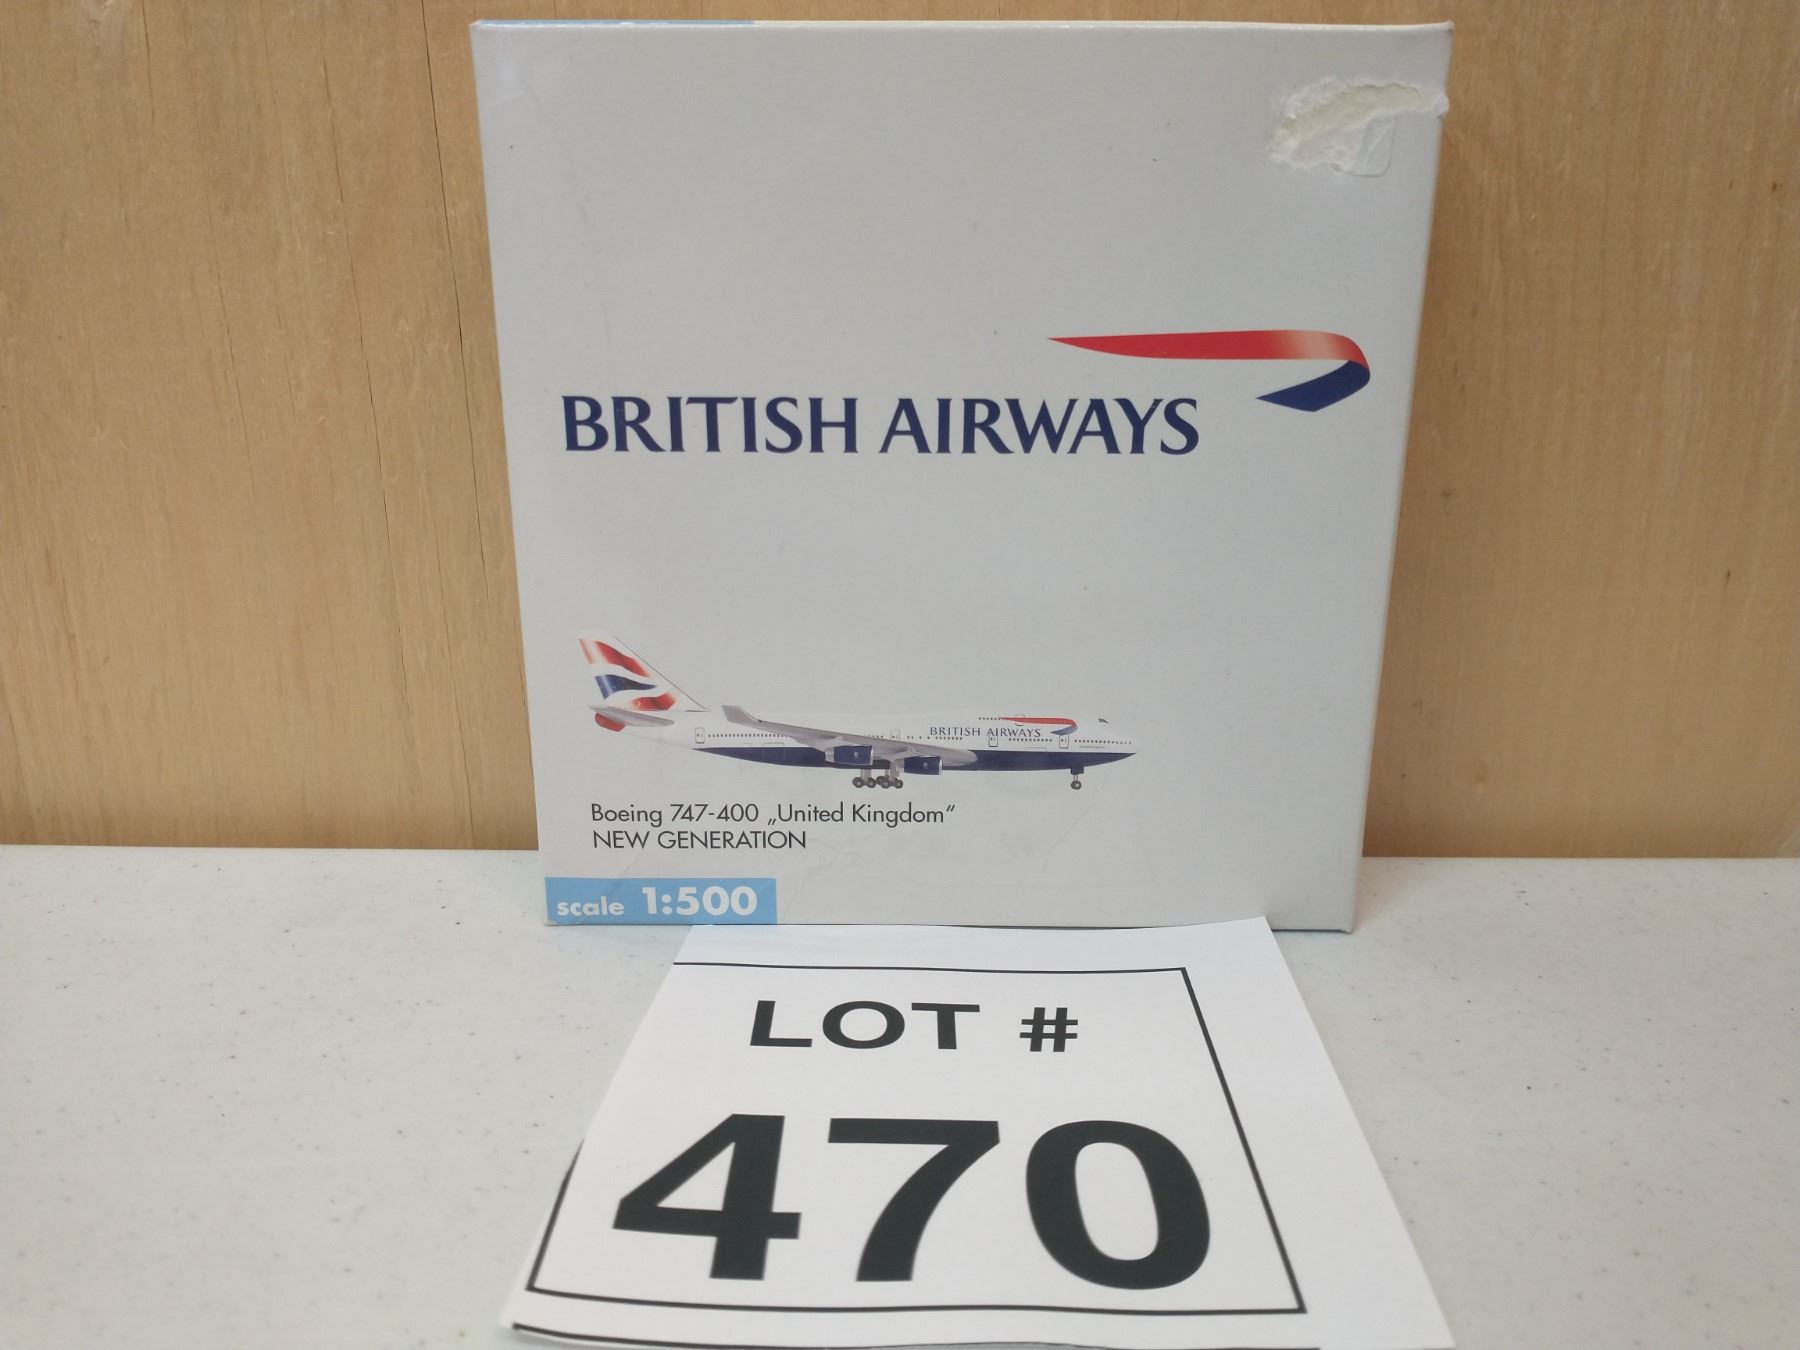 BRITISH AIRWAYS
BRITISH AIRWAYS
Boeing 747-400 „United Kingdom“
NEW GENERATION
scale 1:500
LOT #
470